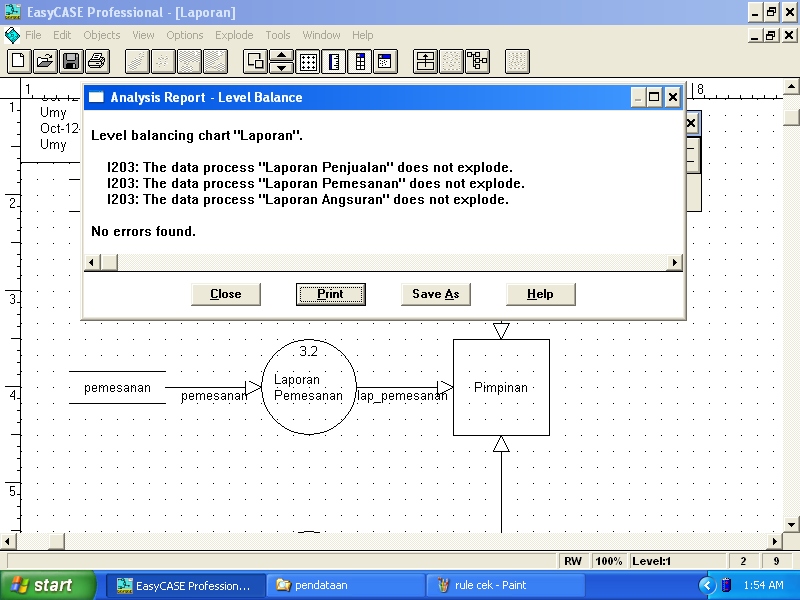 EasyCASE Professional - [Laporan]
File Edit Objects View Options Explode Tools Window Help
1
8
1
Umy
Oct-12-
Umy
2
3
4
5
Analysis Report - Level Balance
Level balancing chart "Laporan".
I203: The data process "Laporan Penjualan" does not explode.
I203: The data process "Laporan Pemesanan" does not explode.
I203: The data process "Laporan Angsuran" does not explode.
No errors found.
Close Print Save As Help
3.2
Laporan
Pemesanan
pemesanan
pemesanan
lap_pemesanan
Pimpinan
RW 100% Level:1 2 9
start EasyCASE Profession... pendataan rule cek - Paint 1:54 AM